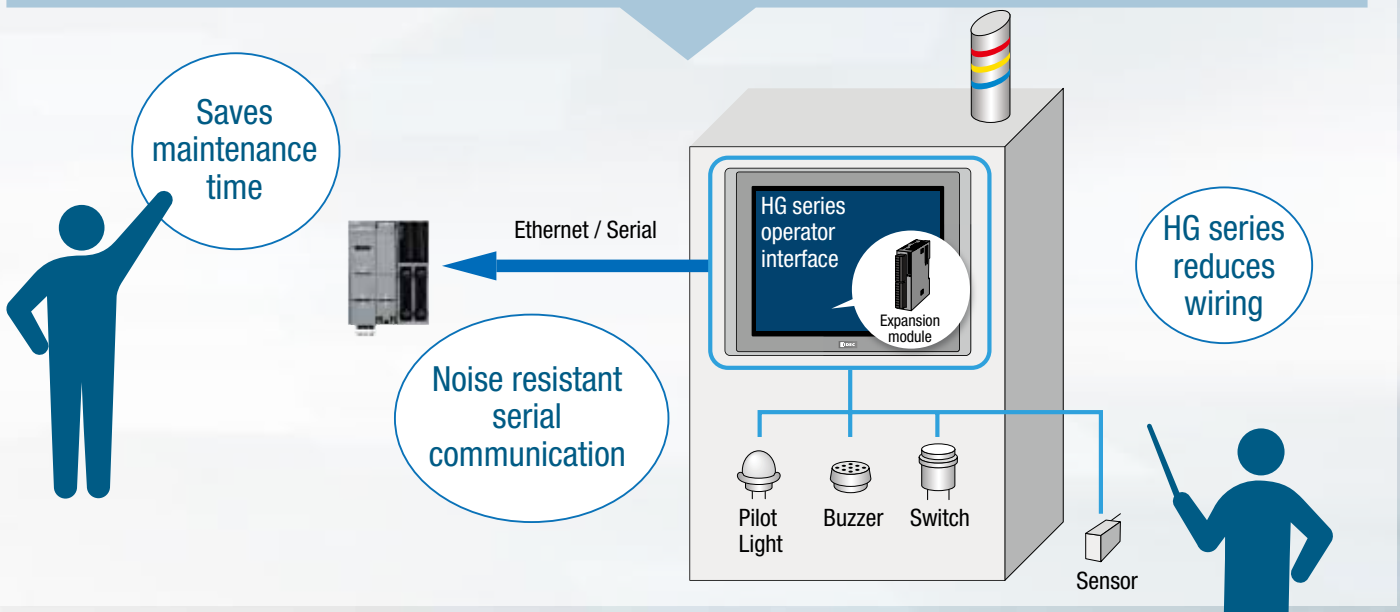 Saves
maintenance
time
Ethernet / Serial
HG series
operator
interface
Expansion
module
IDEC
HG series
reduces
wiring
Noise resistant
serial
communication
Pilot
Light
Buzzer
Switch
Sensor